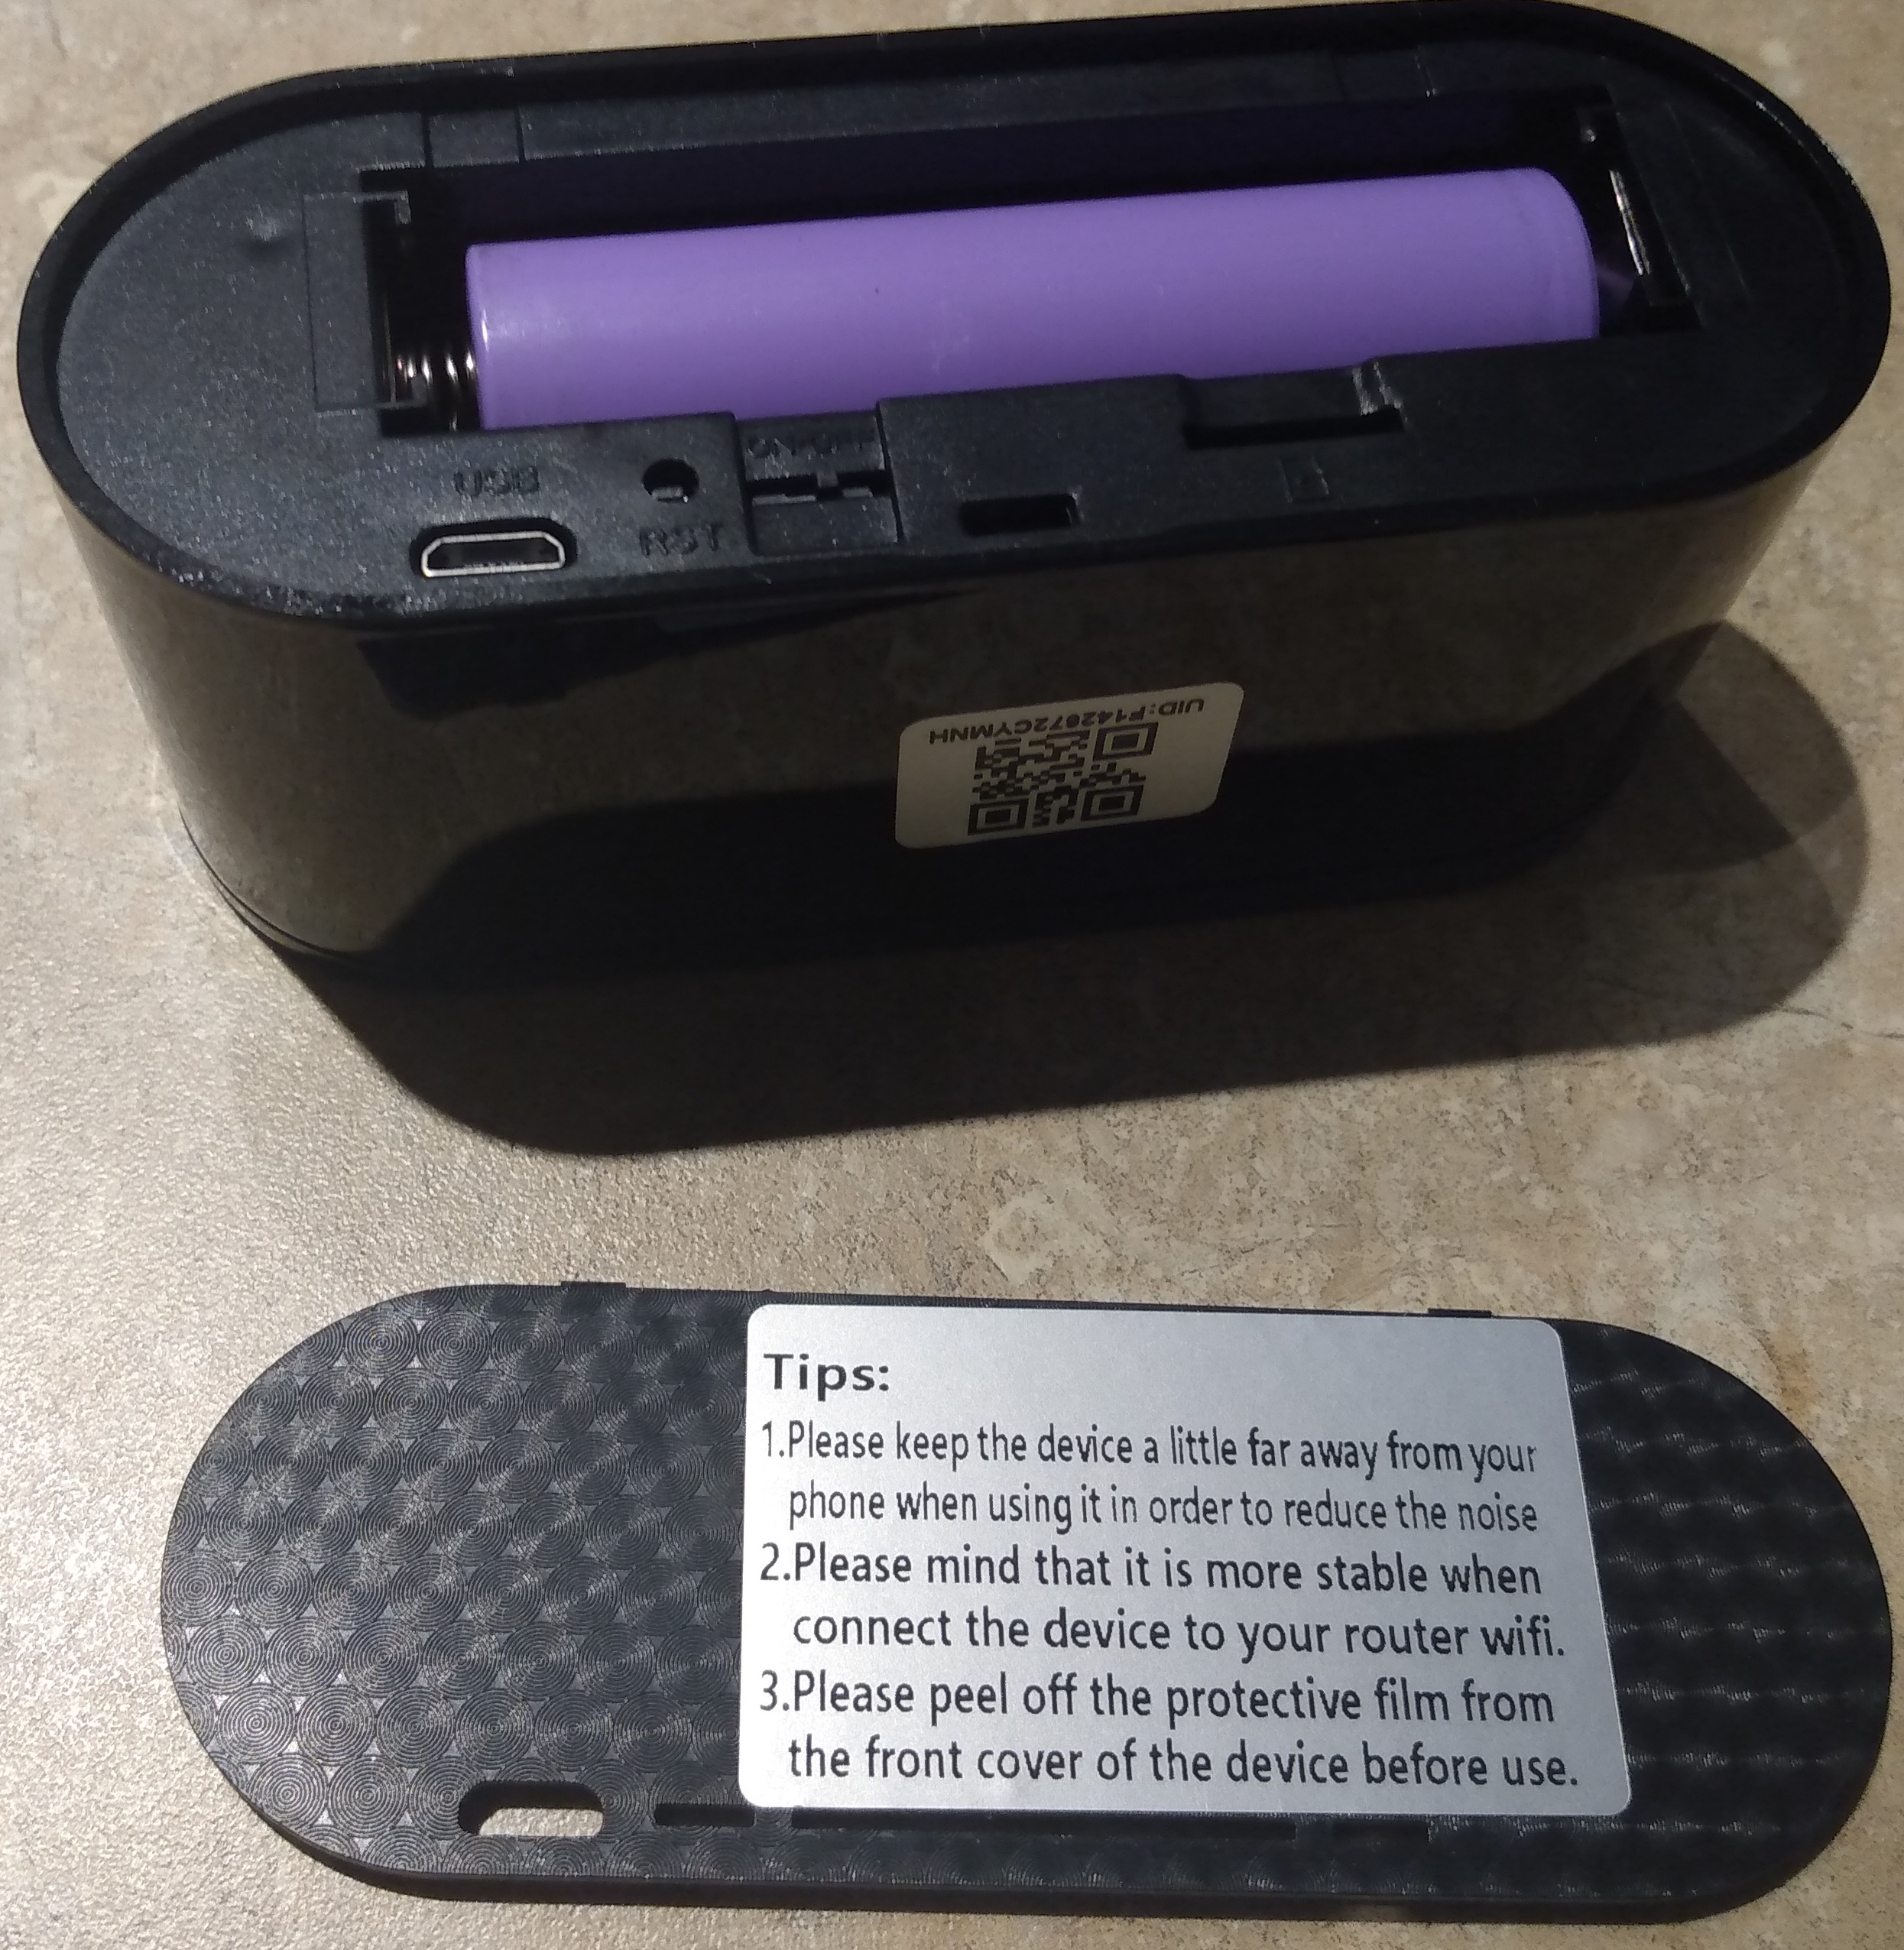 ON-OFF
USB
RST
UID:F142672CYMNH
Tips:
1.Please keep the device a little far away from your
phone when using it in order to reduce the noise
2.Please mind that it is more stable when
connect the device to your router wifi.
3.Please peel off the protective film from
the front cover of the device before use.